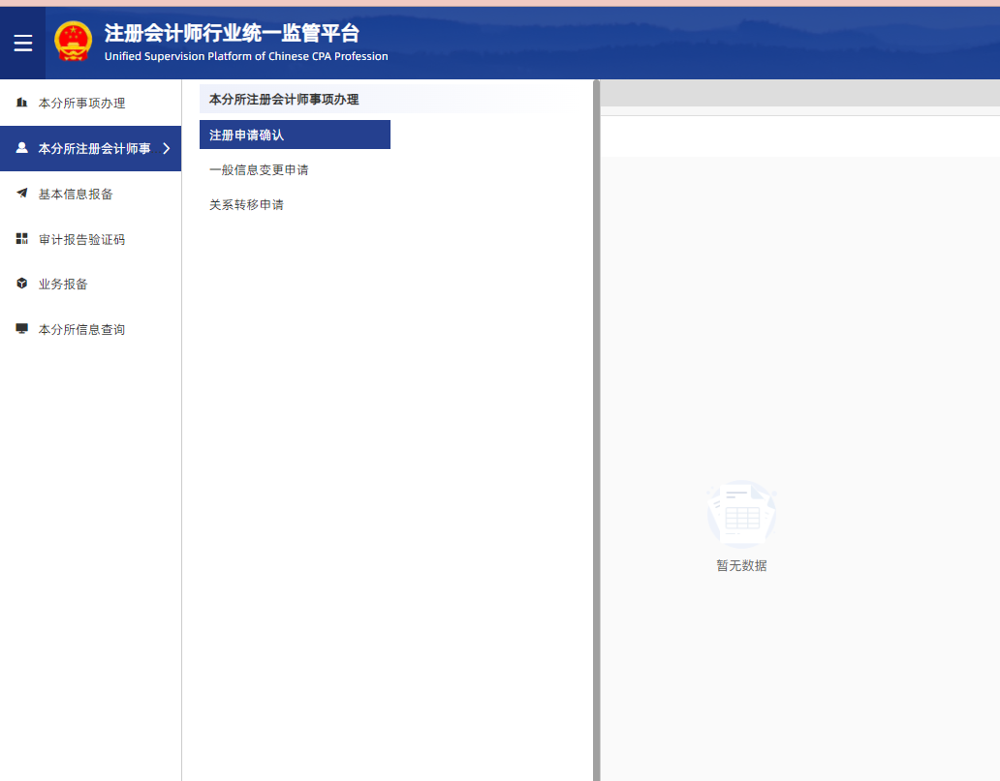 注册会计师行业统一监管平台
Unified Supervision Platform of Chinese CPA Profession
本分所事项办理
本分所注册会计师事
基本信息报备
审计报告验证码
业务报备
本分所信息查询
本分所注册会计师事项办理
注册申请确认
一般信息变更申请
关系转移申请
暂无数据